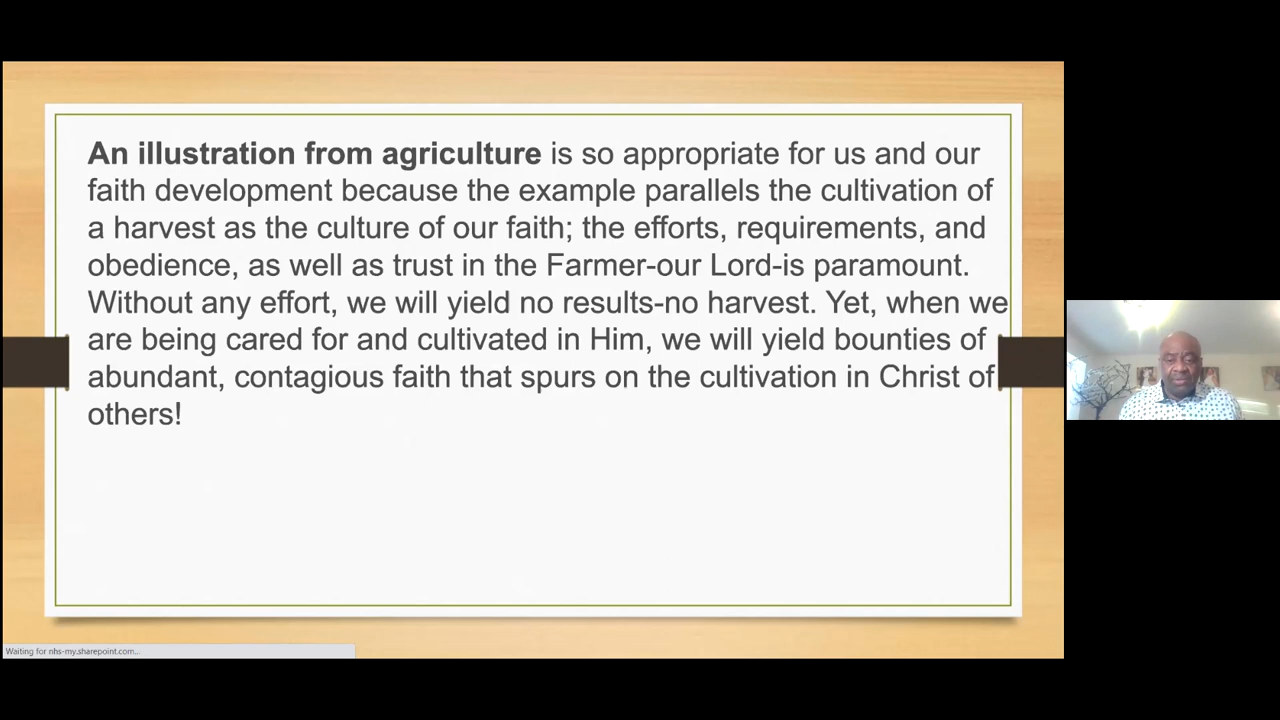 An illustration from agriculture is so appropriate for us and our
faith development because the example parallels the cultivation of
a harvest as the culture of our faith; the efforts, requirements, and
obedience, as well as trust in the Farmer-our Lord-is paramount.
Without any effort, we will yield no results-no harvest. Yet, when we
are being cared for and cultivated in Him, we will yield bounties of
abundant, contagious faith that spurs on the cultivation in Christ of
others!
Waiting for nhs-my.sharepoint.com...